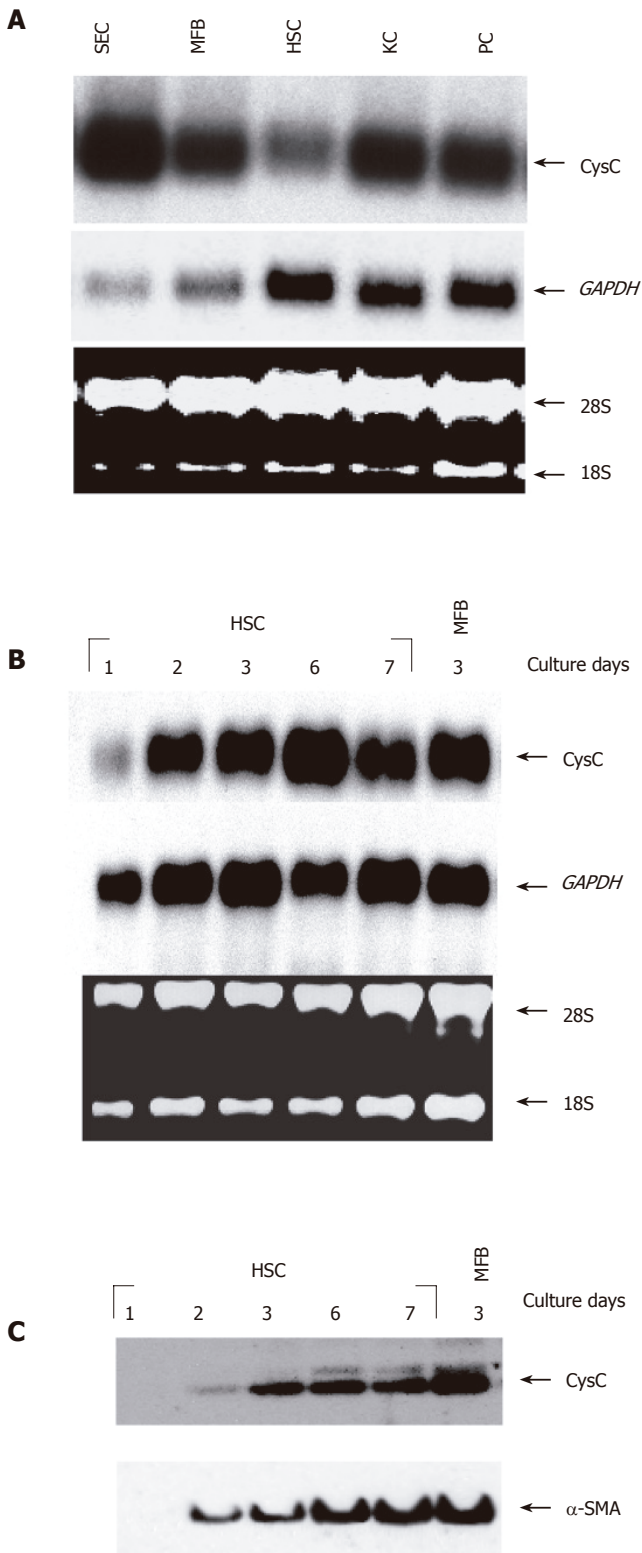 A
SEC MFB HSC KC PC
CysC
GAPDH
28S
18S
B
HSC MFB
1 2 3 6 7 3 Culture days
CysC
GAPDH
28S
18S
C
HSC MFB
1 2 3 6 7 3 Culture days
CysC
α-SMA